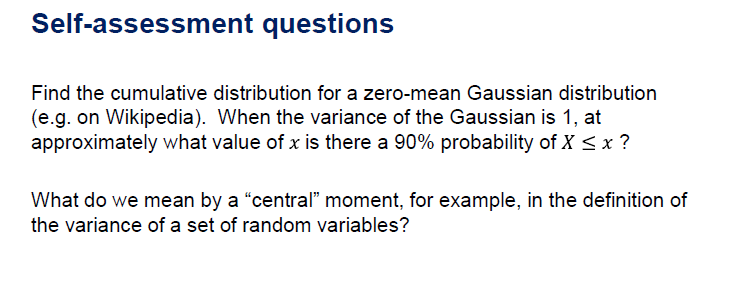 Self-assessment questions
Find the cumulative distribution for a zero-mean Gaussian distribution
(e.g. on Wikipedia).  When the variance of the Gaussian is 1, at
approximately what value of x is there a 90% probability of X ≤ x ?
What do we mean by a “central” moment, for example, in the definition of
the variance of a set of random variables?